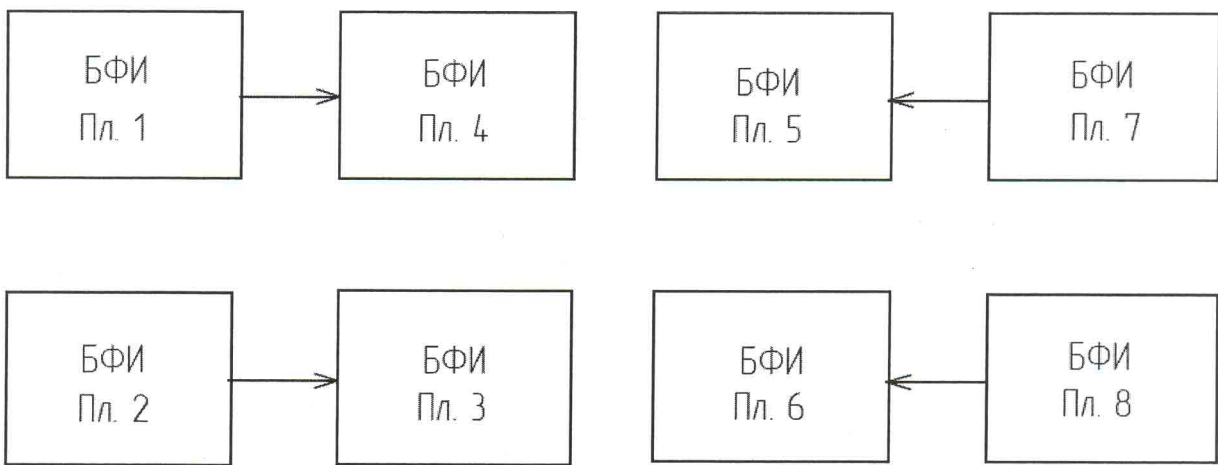 БФИ
Пл. 1
БФИ
Пл. 4
БФИ
Пл. 5
БФИ
Пл. 7
БФИ
Пл. 2
БФИ
Пл. 3
БФИ
Пл. 6
БФИ
Пл. 8